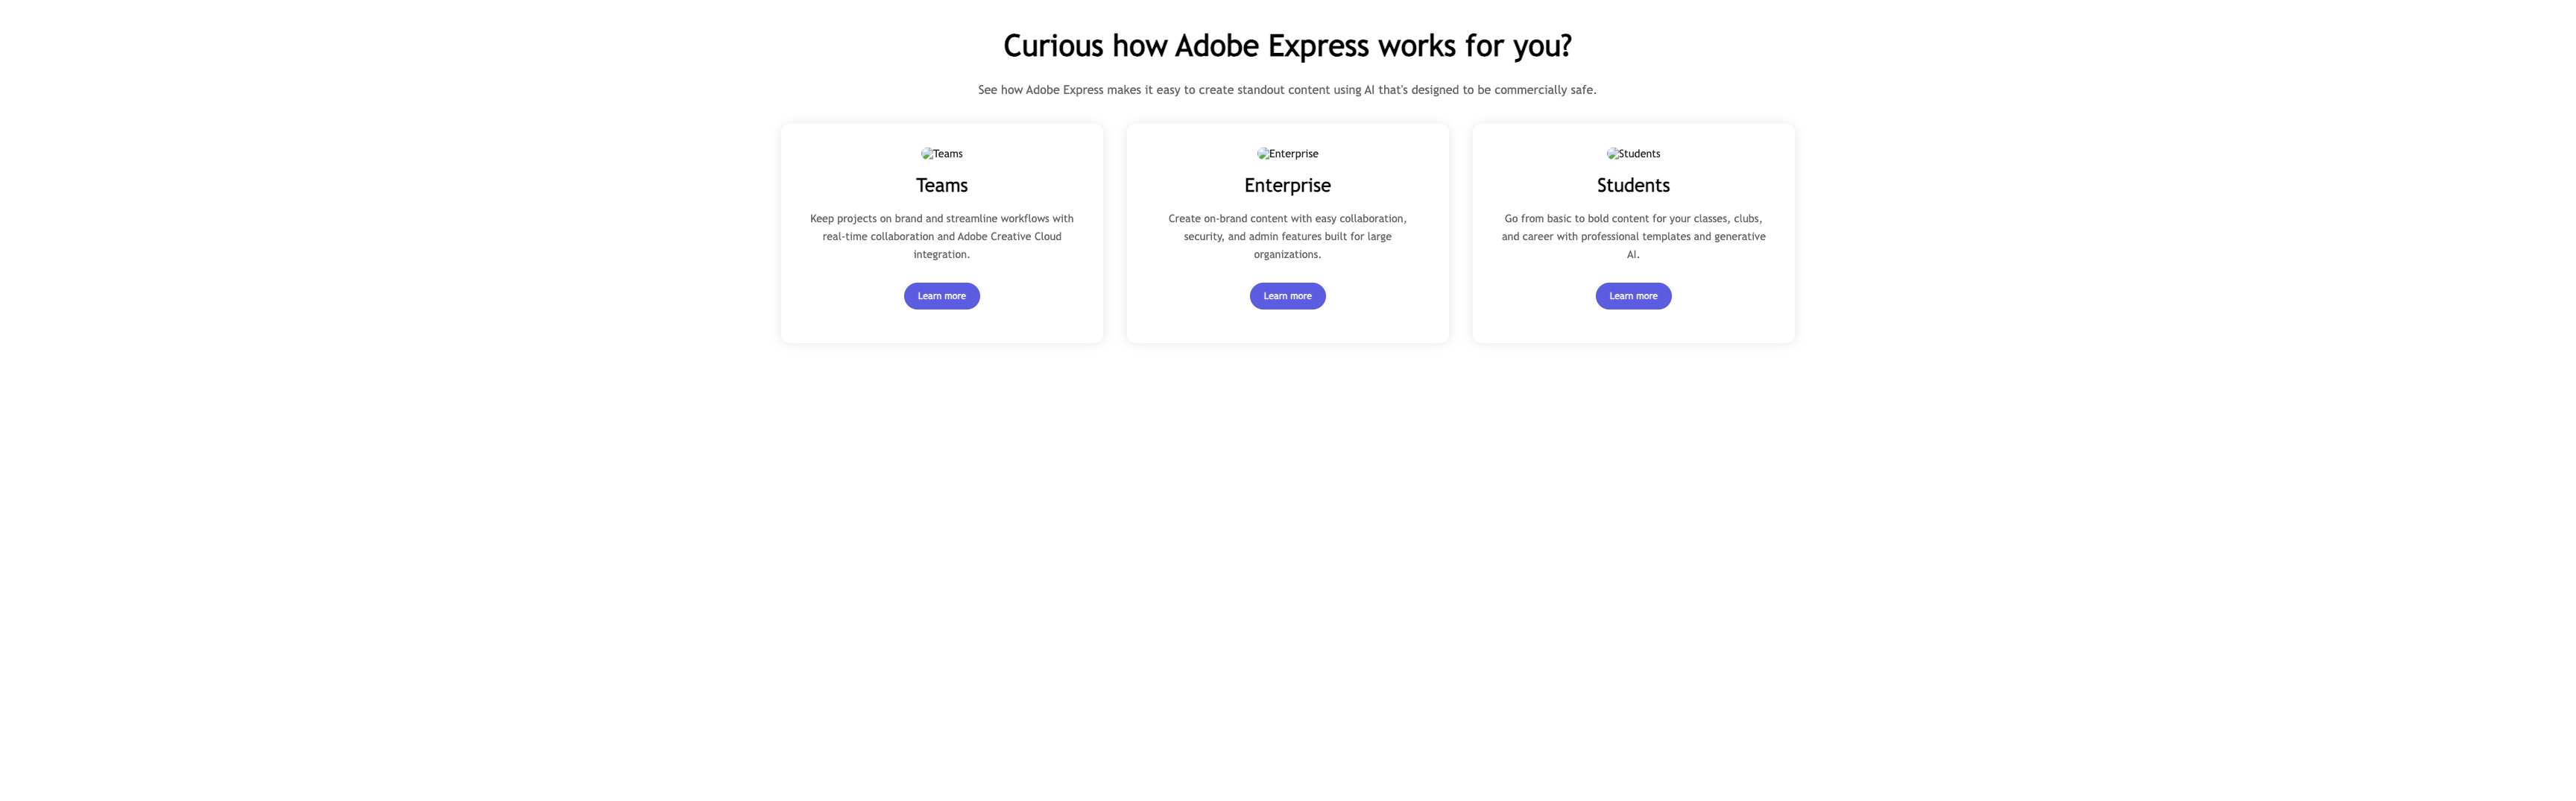 Curious how Adobe Express works for you?
See how Adobe Express makes it easy to create standout content using AI that's designed to be commercially safe.
Teams
Teams
Keep projects on brand and streamline workflows with
real-time collaboration and Adobe Creative Cloud
integration.
Learn more
Enterprise
Enterprise
Create on-brand content with easy collaboration,
security, and admin features built for large
organizations.
Learn more
Students
Students
Go from basic to bold content for your classes, clubs,
and career with professional templates and generative
AI.
Learn more